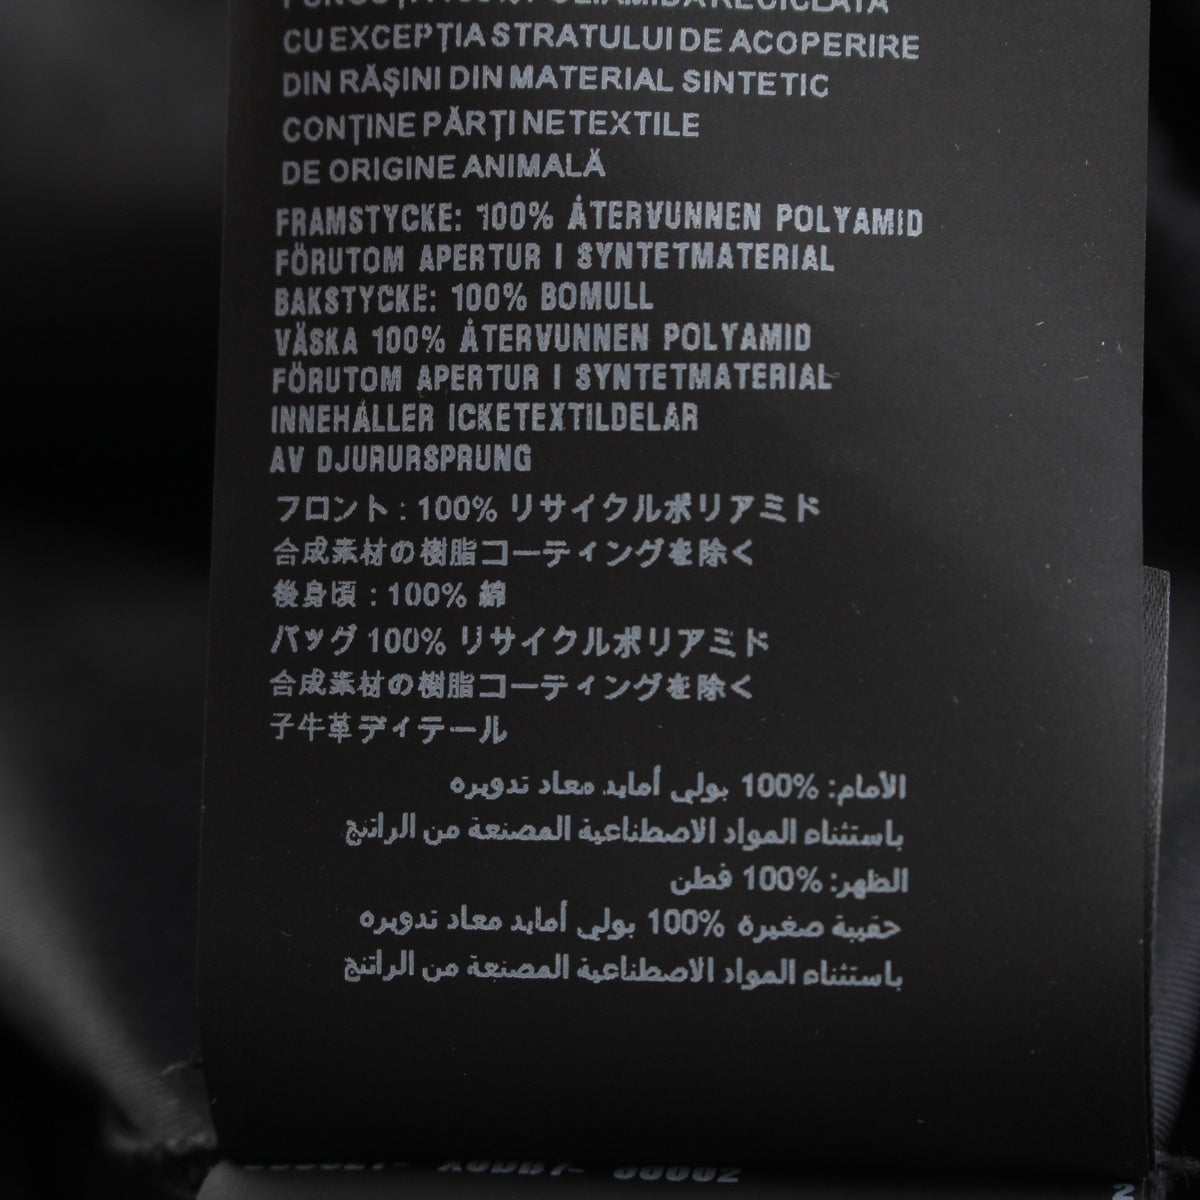 CU EXCEPȚIA STRATULUI DE ACOPERIRE
DIN RĂȘINI DIN MATERIAL SINTETIC
CONȚINE PĂRȚI NETEXTILE
DE ORIGINE ANIMALĂ
FRAMSTYCKE: 100% ÅTERVUNNEN POLYAMID
FÖRUTOM APERTUR I SYNTETMATERIAL
BAKSTYCKE: 100% BOMULL
VÄSKA 100% ÅTERVUNNEN POLYAMID
FÖRUTOM APERTUR I SYNTETMATERIAL
INNEHÅLLER ICKETEXTILDELAR
AV DJURURSPRUNG
フロント : 100% リサイクルポリアミド
合成素材の樹脂コーティングを除く
後身頃 : 100% 綿
バッグ 100% リサイクルポリアミド
合成素材の樹脂コーティングを除く
子牛革ディテール
الأمام: %100 بولي أمايد معاد تدويره
باستثناء المواد الاصطناعية المصنعة من الراتنج
الظهر: %100 قطن
حقيبة صغيرة %100 بولي أمايد معاد تدويره
باستثناء المواد الاصطناعية المصنعة من الراتنج
2